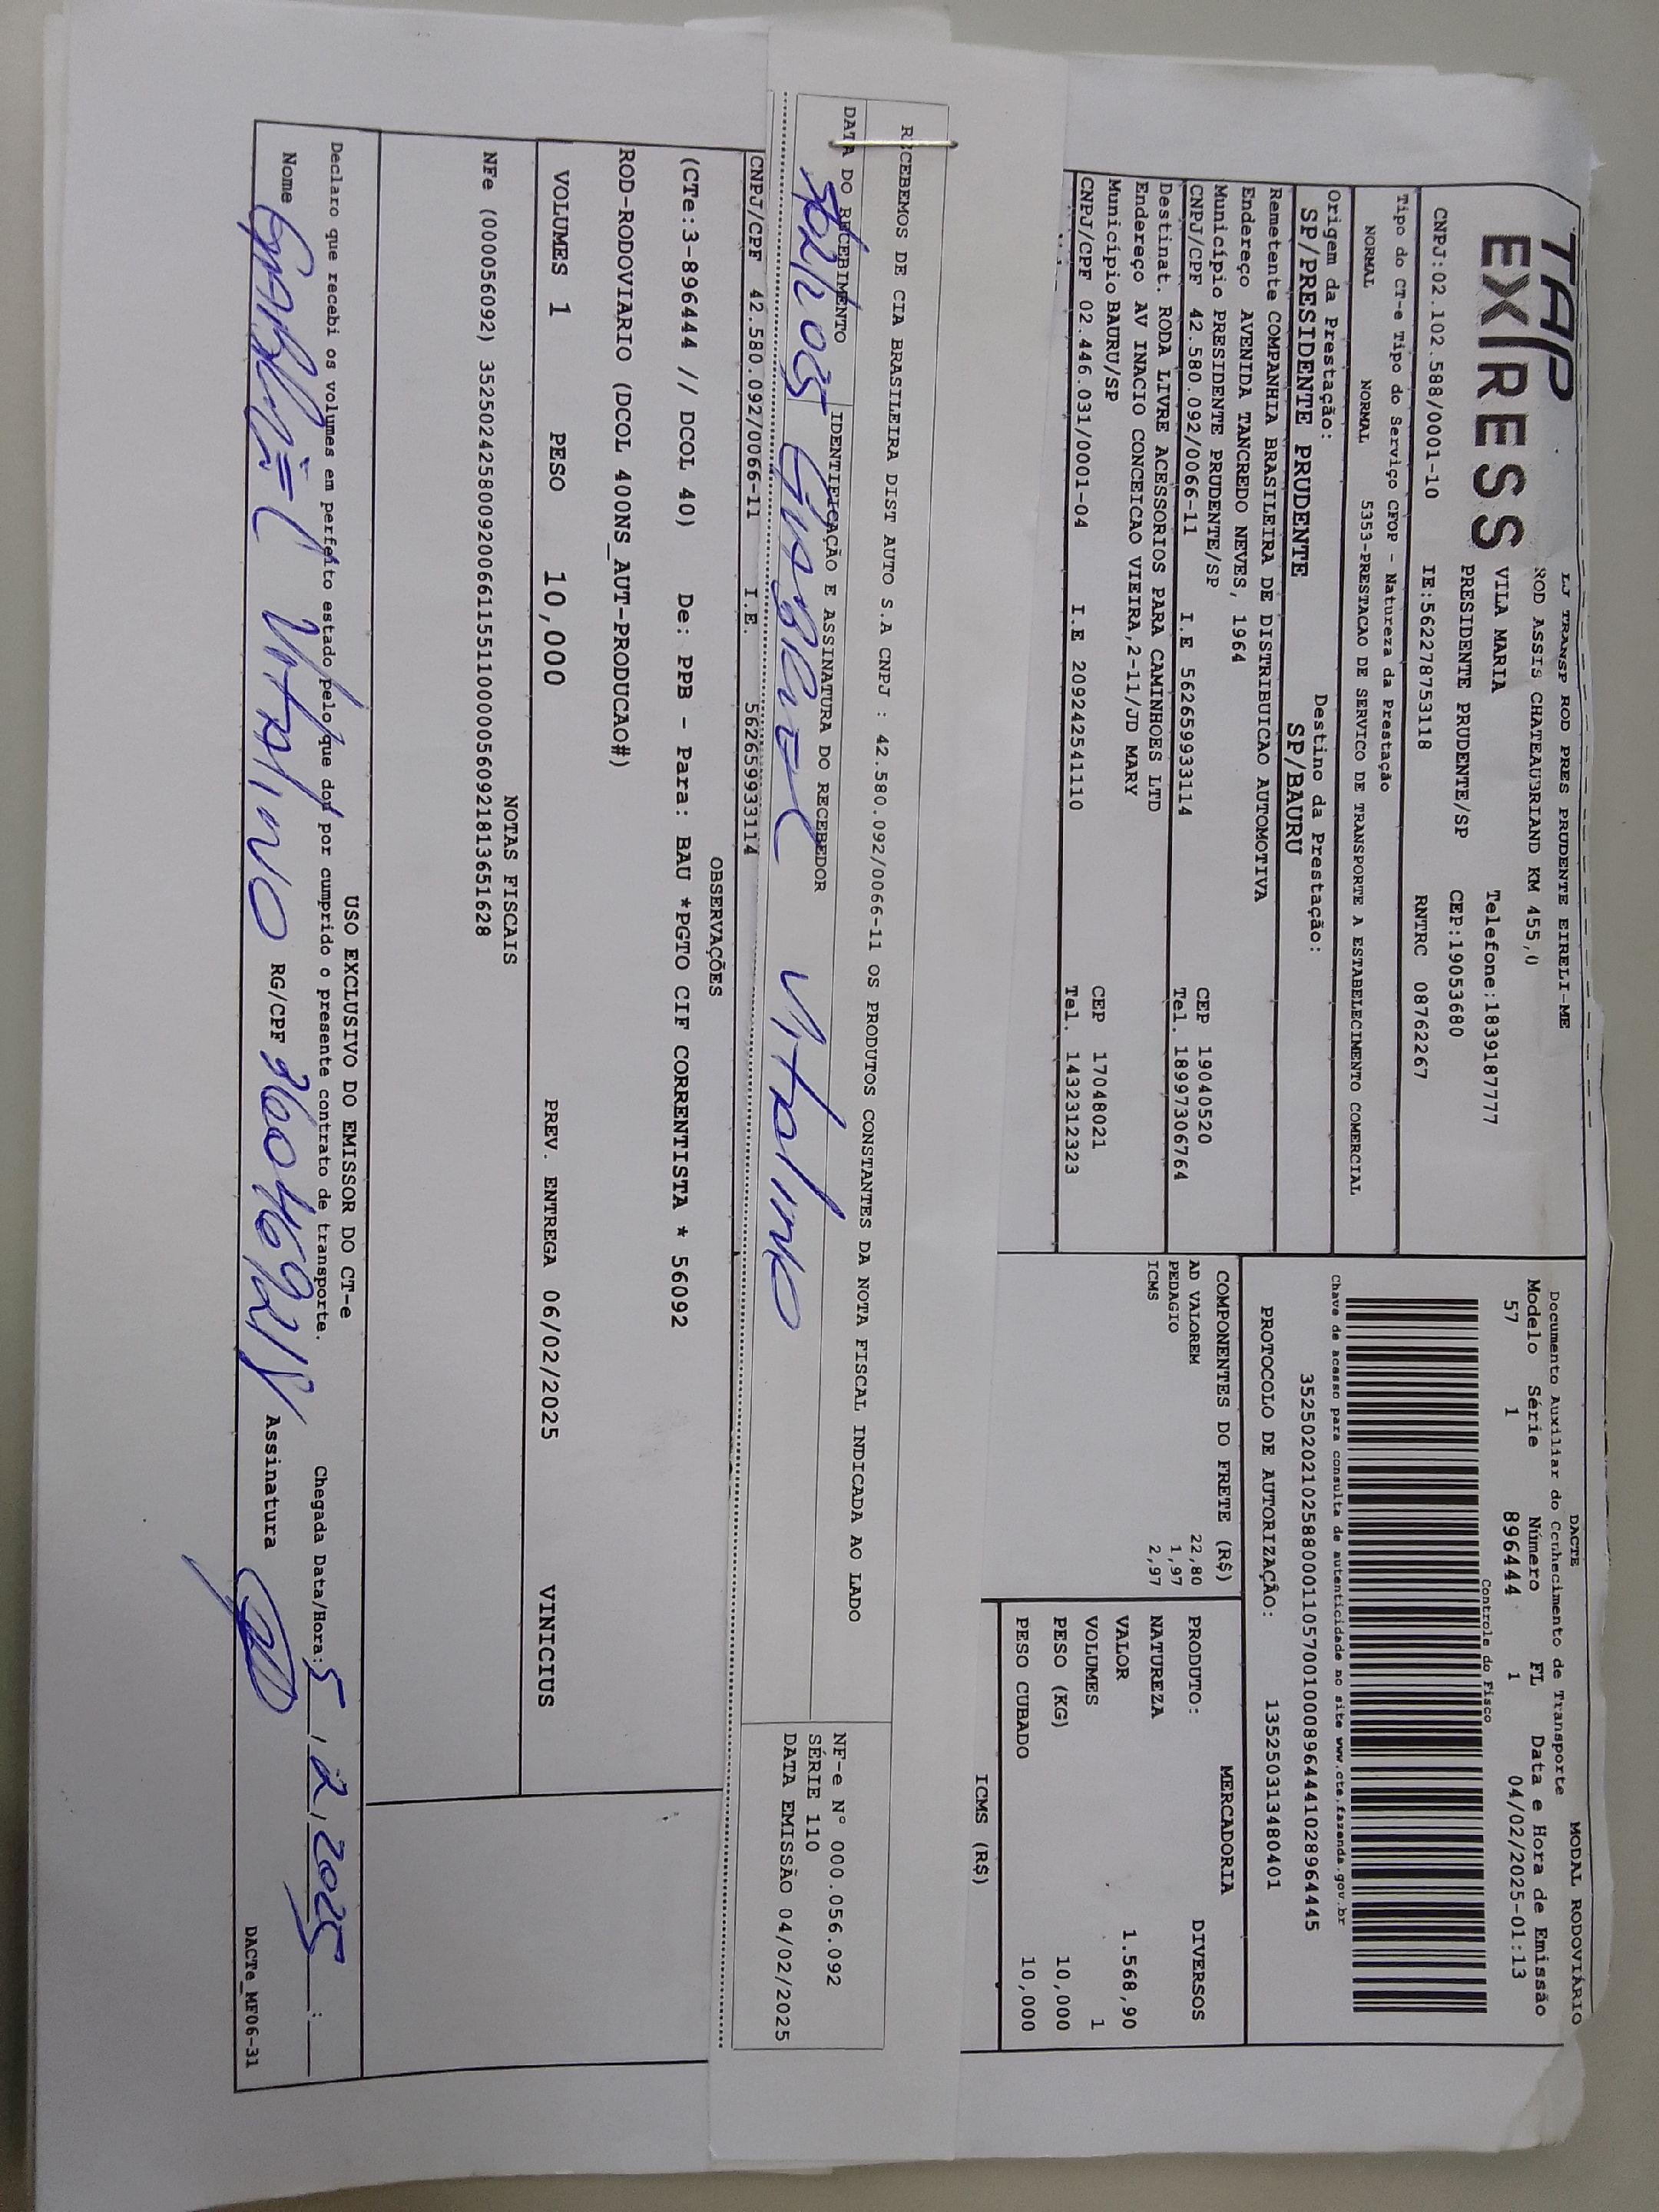 TAP
EXPRESS
LJ TRANSP ROD PRES PRUDENTE EIRELI-ME
ROD ASSIS CHATEAUBRIAND KM 455,0
VILA MARIA Telefone:1839187777
PRESIDENTE PRUDENTE/SP CEP:19053680
CNPJ:02.102.588/0001-10 IE:562278753118 RNTRC 08762267
Tipo do CT-e Tipo do Serviço CFOP - Natureza da Prestação
NORMAL NORMAL 5353-PRESTACAO DE SERVICO DE TRANSPORTE A ESTABELECIMENTO COMERCIAL
Origem da Prestação: Destino da Prestação:
SP/PRESIDENTE PRUDENTE SP/BAURU
Remetente COMPANHIA BRASILEIRA DE DISTRIBUICAO AUTOMOTIVA
Endereço AVENIDA TANCREDO NEVES, 1964
Município PRESIDENTE PRUDENTE/SP CEP 19040520
CNPJ/CPF 42.580.092/0066-11 I.E 562659933114 Tel. 18997306764
Destinat. RODA LIVRE ACESSORIOS PARA CAMINHOES LTD
Endereço AV INACIO CONCEICAO VIEIRA,2-11/JD MARY
Município BAURU/SP CEP 17048021
CNPJ/CPF 02.446.031/0001-04 I.E 209242541110 Tel. 1432312323
DACTE MODAL RODOVIÁRIO
Documento Auxiliar do Conhecimento de Transporte
Modelo Série Número FL Data e Hora de Emissão
57 1 896444 1 04/02/2025-01:13
Controle do Fisco
Chave de acesso para consulta de autenticidade no site www.cte.fazenda.gov.br
35250202102588000110570010008964441028964445
PROTOCOLO DE AUTORIZAÇÃO: 135250313480401
COMPONENTES DO FRETE (R$)
AD VALOREM 22,80
PEDAGIO 1,97
ICMS 2,97
MERCADORIA
PRODUTO: DIVERSOS
NATUREZA
VALOR 1.568,90
VOLUMES 1
PESO (KG) 10,000
PESO CUBADO 10,000
ICMS (R$)
RECEBEMOS DE CIA BRASILEIRA DIST AUTO S.A CNPJ : 42.580.092/0066-11 OS PRODUTOS CONSTANTES DA NOTA FISCAL INDICADA AO LADO
DATA DO RECEBIMENTO IDENTIFICAÇÃO E ASSINATURA DO RECEBEDOR
Gabriel Vitalino
NF-e N° 000.056.092
SÉRIE 110
DATA EMISSÃO 04/02/2025
CNPJ/CPF 42.580.092/0066-11 I.E. 562659933114
OBSERVAÇÕES
(CTe:3-896444 // DCOL 40) De: PPB - Para: BAU *PGTO CIF CORRENTISTA * 56092
ROD-RODOVIARIO (DCOL 400NS_AUT-PRODUCAO#)
VOLUMES 1 PESO 10,000 PREV. ENTREGA 06/02/2025 VINICIUS
NOTAS FISCAIS
NFe (000056092) 35250242580092006611551100000560921813651628
USO EXCLUSIVO DO EMISSOR DO CT-e
Declaro que recebi os volumes em perfeito estado pelo que dou por cumprido o presente contrato de transporte. Chegada Data/Hora: 5, 2, 2025 :
Nome Gabriel Vitalino RG/CPF Assinatura
DACTe_MF06-31